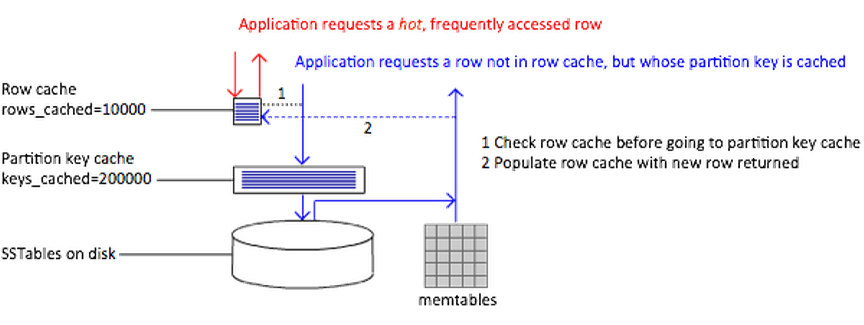 Application requests a hot, frequently accessed row
Application requests a row not in row cache, but whose partition key is cached
Row cache
rows_cached=10000
1
2
1 Check row cache before going to partition key cache
2 Populate row cache with new row returned
Partition key cache
keys_cached=200000
SSTables on disk
memtables